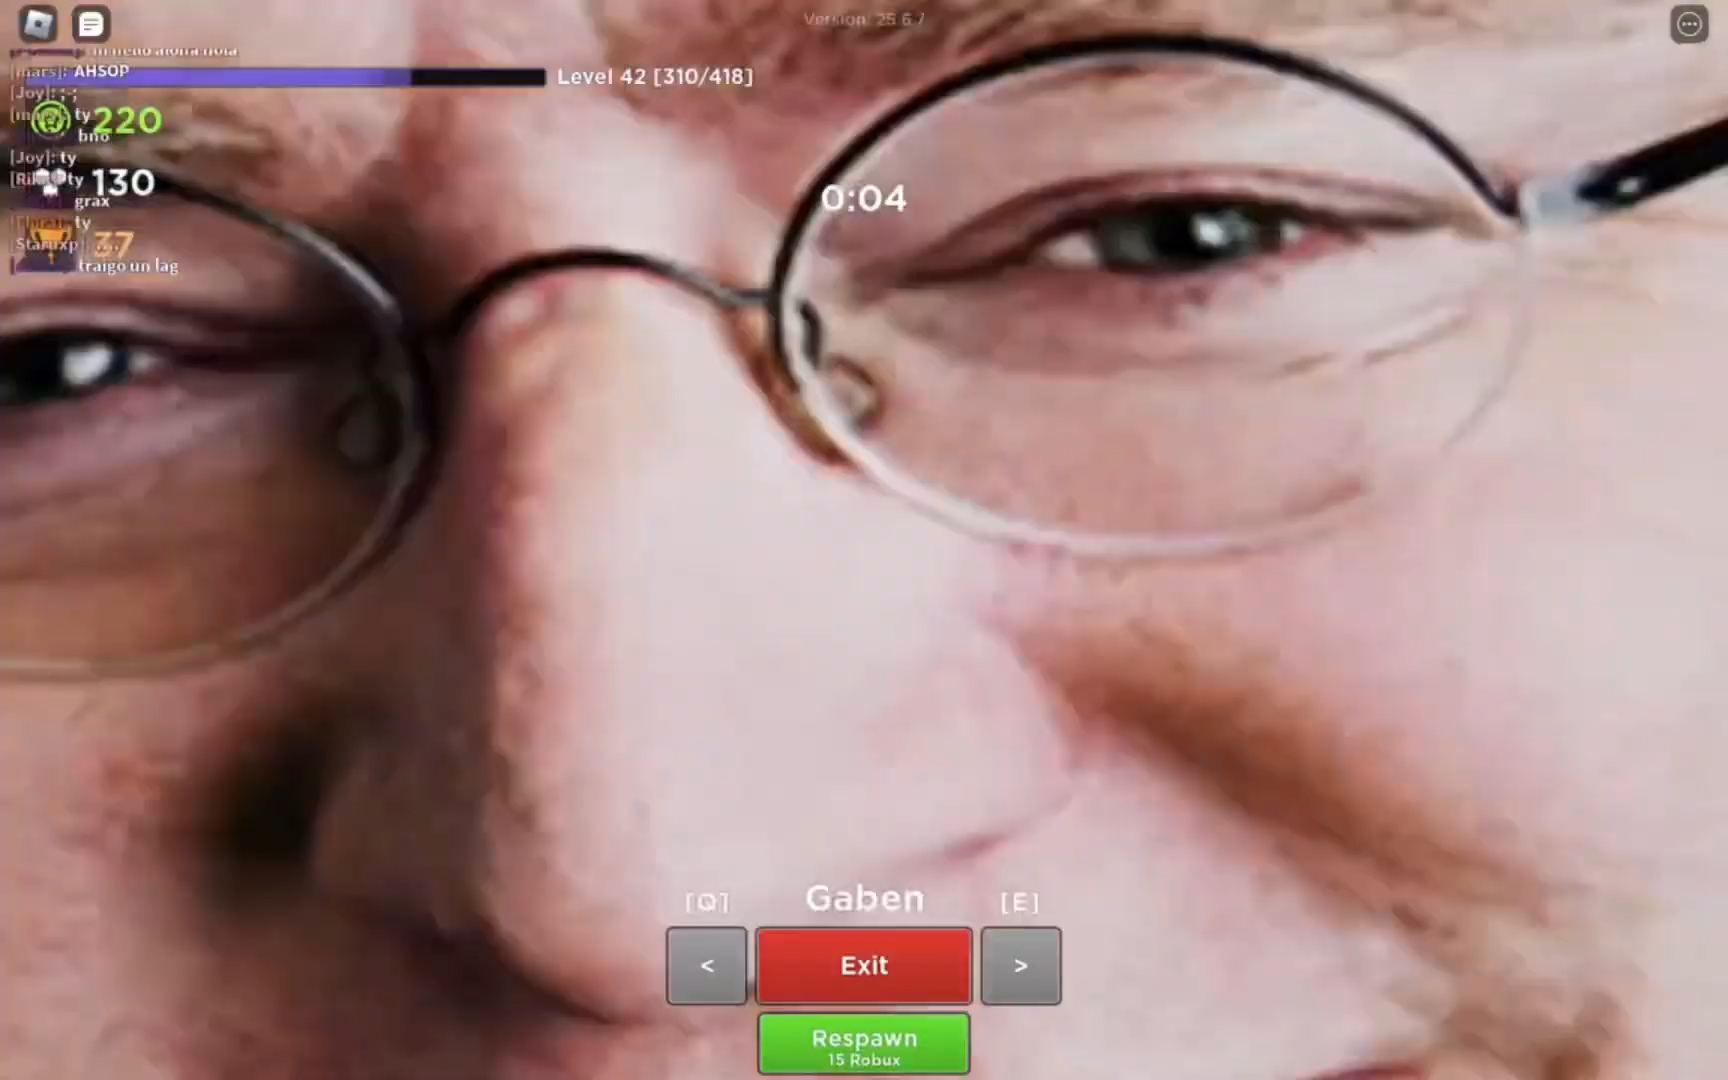 Version: 25.6.7
[mars]: AHSOP
Level 42 [310/418]
[Joy]: ;-;
ty
220
bno
[Joy]: ty
ty
130
grax
0:04
ty
37
traigo un lag
[Q]
Gaben
[E]
<
Exit
>
Respawn
15 Robux